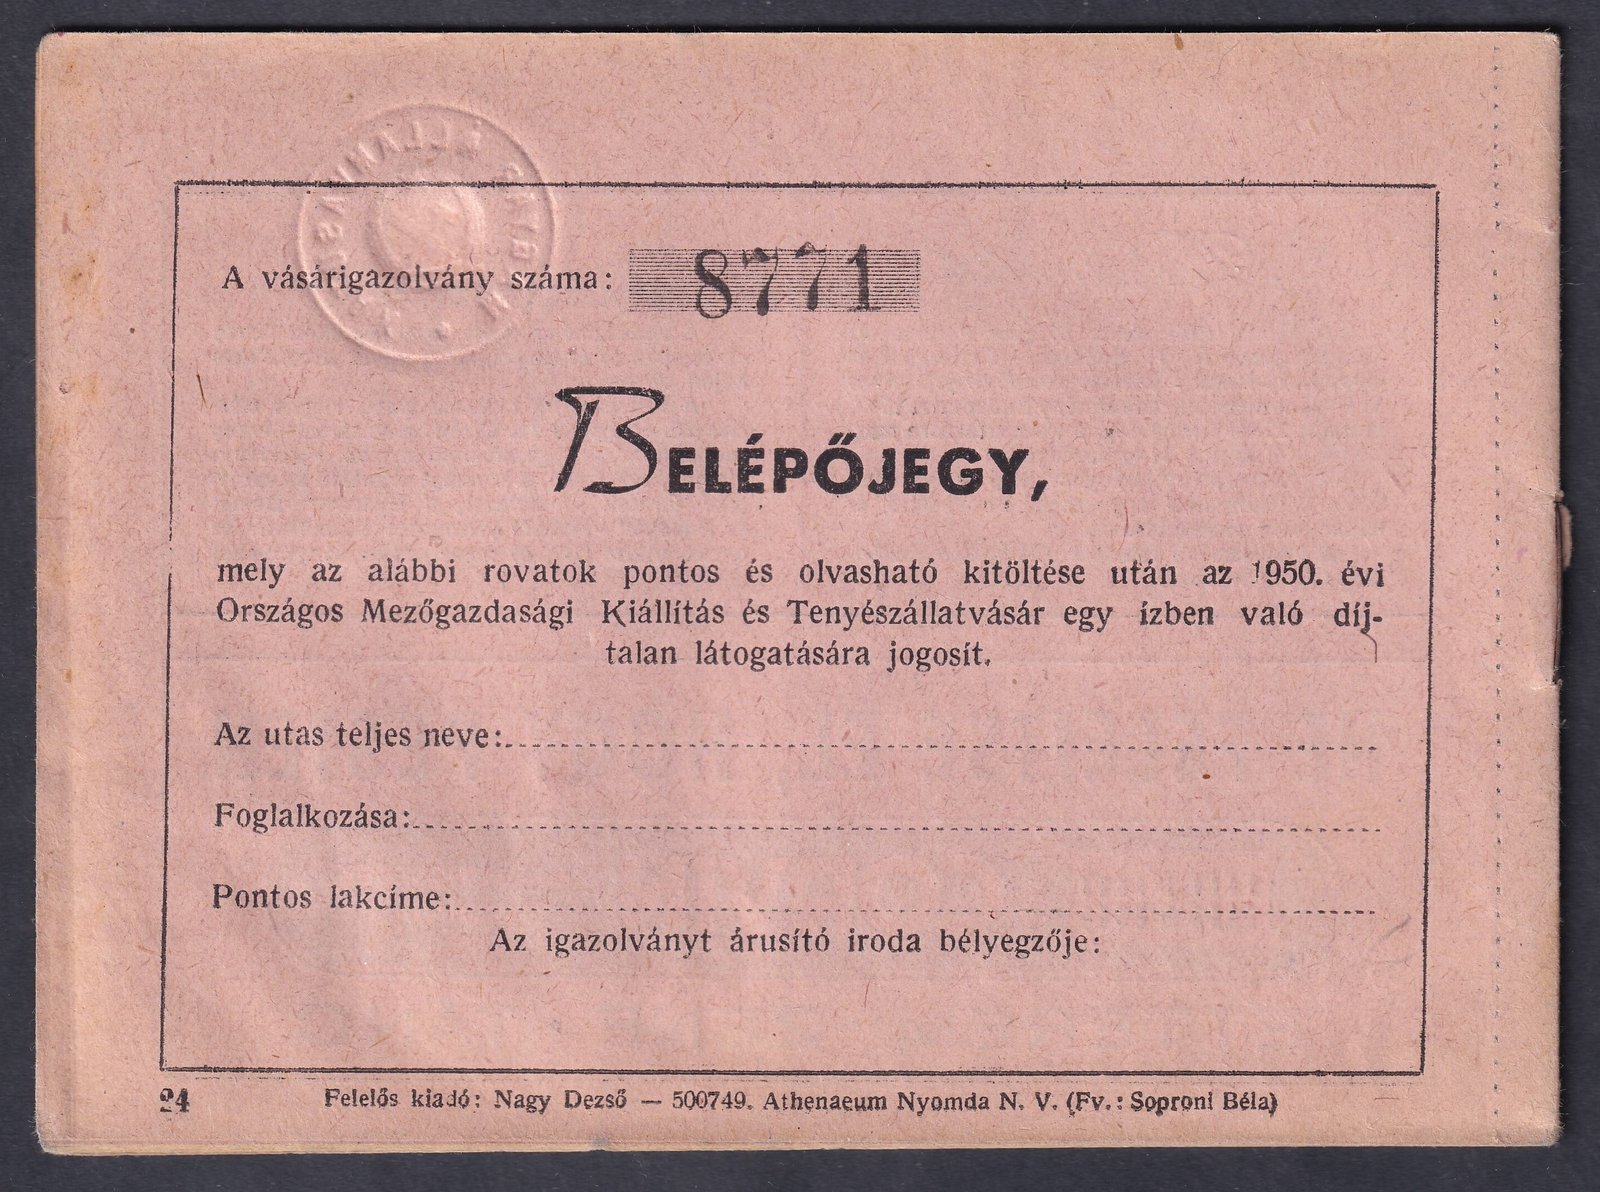 A vásárigazolvány száma: 8771
BELÉPŐJEGY,
mely az alábbi rovatok pontos és olvasható kitöltése után az 1950. évi
Országos Mezőgazdasági Kiállítás és Tenyészállatvásár egy ízben való díj-
talan látogatására jogosít.
Az utas teljes neve:
Foglalkozása:
Pontos lakcíme:
Az igazolványt árusító iroda bélyegzője:
24 Felelős kiadó: Nagy Dezső — 500749. Athenaeum Nyomda N. V. (Fv.: Soproni Béla)